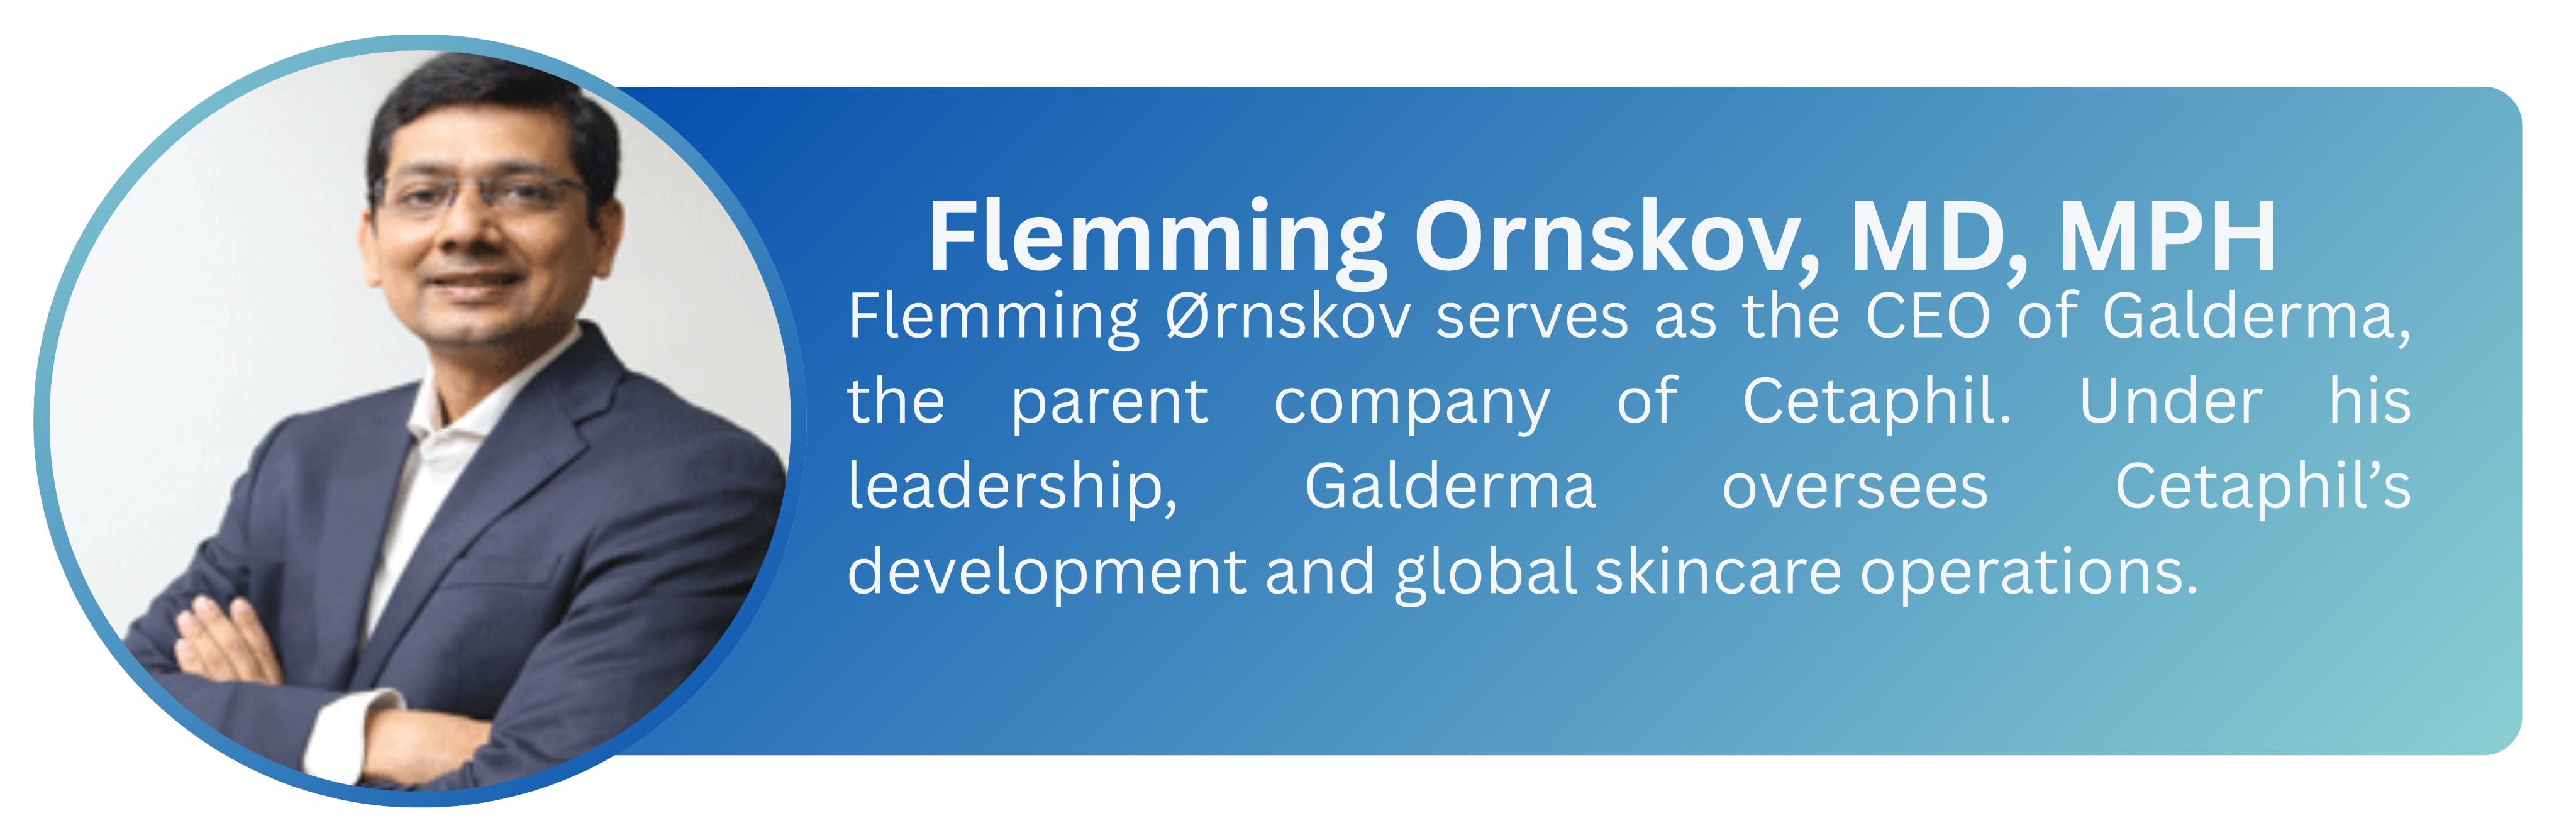 Flemming Ornskov, MD, MPH
Flemming Ørnskov serves as the CEO of Galderma,
the parent company of Cetaphil. Under his
leadership, Galderma oversees Cetaphil’s
development and global skincare operations.